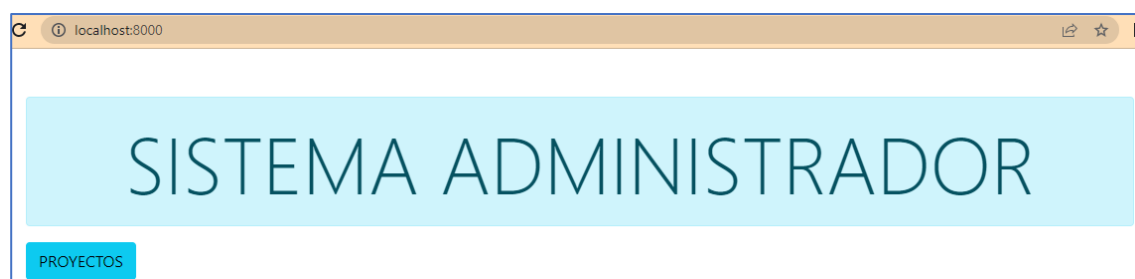 localhost:8000
SISTEMA ADMINISTRADOR
PROYECTOS